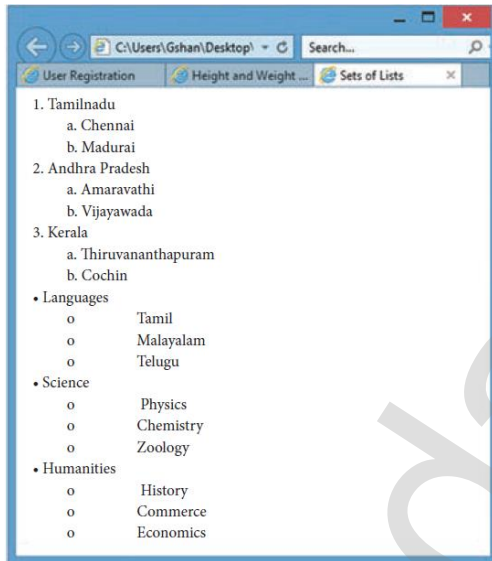 C:\Users\Gshan\Desktop\ Search...
User Registration Height and Weight ... Sets of Lists
1. Tamilnadu
a. Chennai
b. Madurai
2. Andhra Pradesh
a. Amaravathi
b. Vijayawada
3. Kerala
a. Thiruvananthapuram
b. Cochin
• Languages
o Tamil
o Malayalam
o Telugu
• Science
o Physics
o Chemistry
o Zoology
• Humanities
o History
o Commerce
o Economics